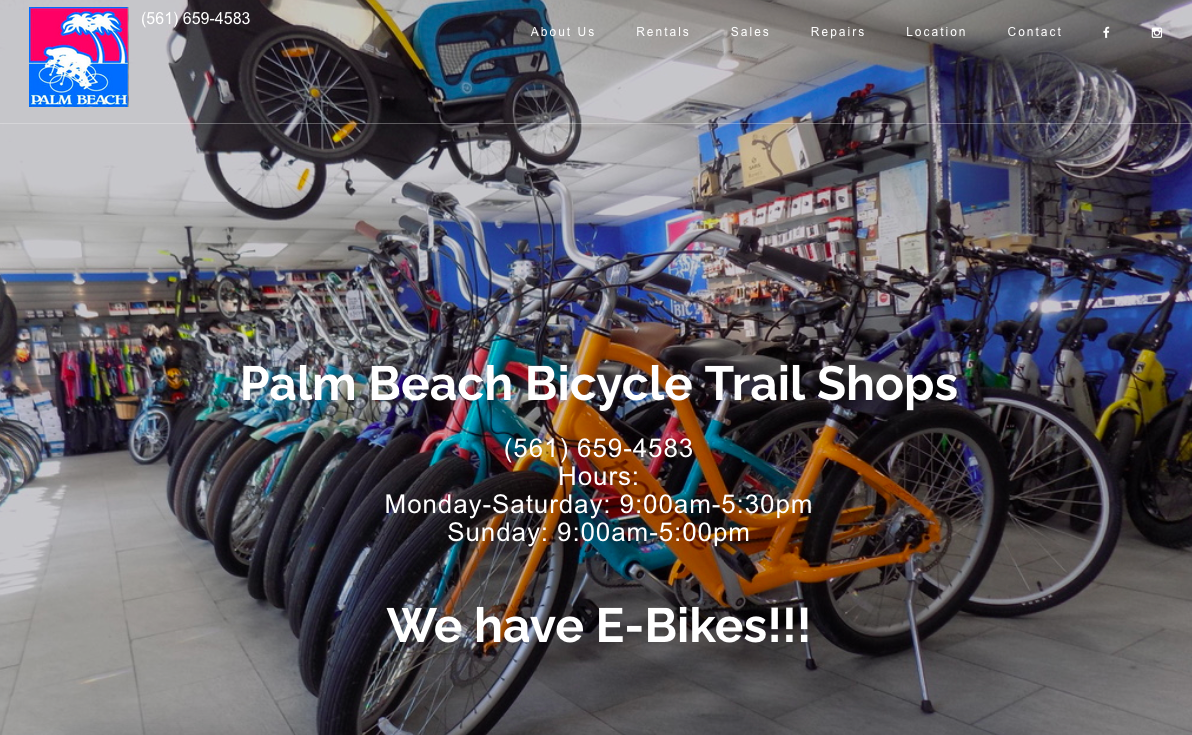 PALM BEACH
(561) 659-4583
About Us Rentals Sales Repairs Location Contact
Palm Beach Bicycle Trail Shops
(561) 659-4583
Hours:
Monday-Saturday: 9:00am-5:30pm
Sunday: 9:00am-5:00pm
We have E-Bikes!!!